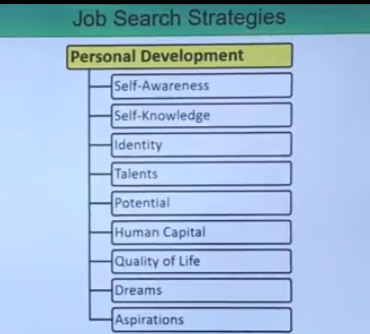 Job Search Strategies
Personal Development
Self-Awareness
Self-Knowledge
Identity
Talents
Potential
Human Capital
Quality of Life
Dreams
Aspirations